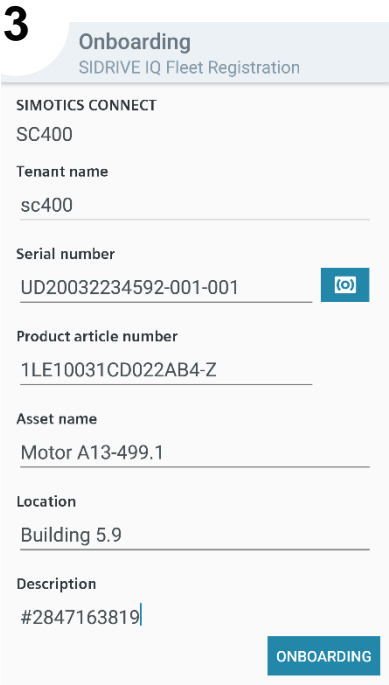 3
Onboarding
SIDRIVE IQ Fleet Registration
SIMOTICS CONNECT
SC400
Tenant name
sc400
Serial number
UD20032234592-001-001
Product article number
1LE10031CD022AB4-Z
Asset name
Motor A13-499.1
Location
Building 5.9
Description
#2847163819
ONBOARDING